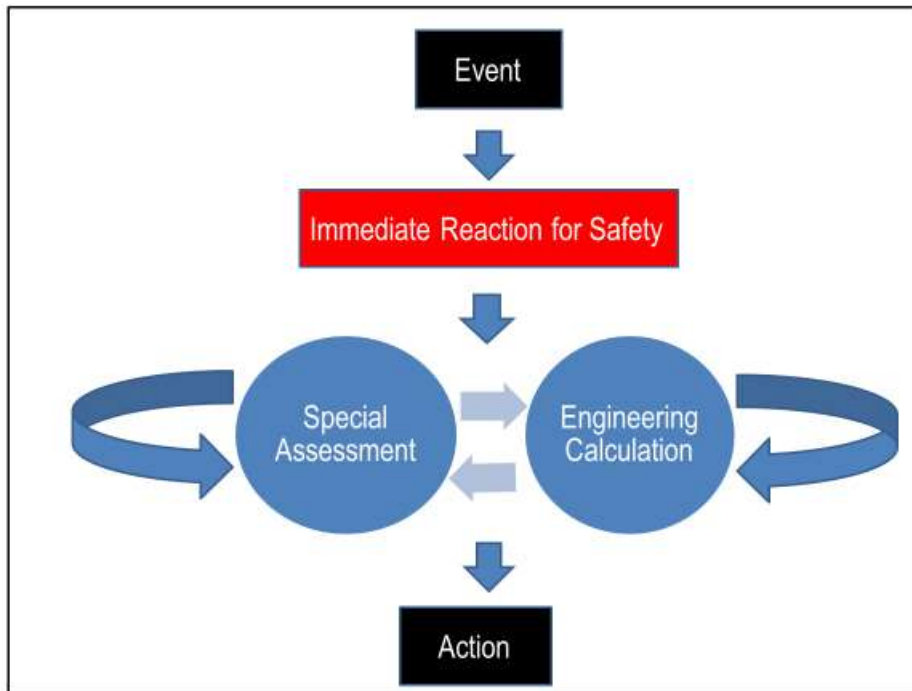 Event
Immediate Reaction for Safety
Special
Assessment
Engineering
Calculation
Action